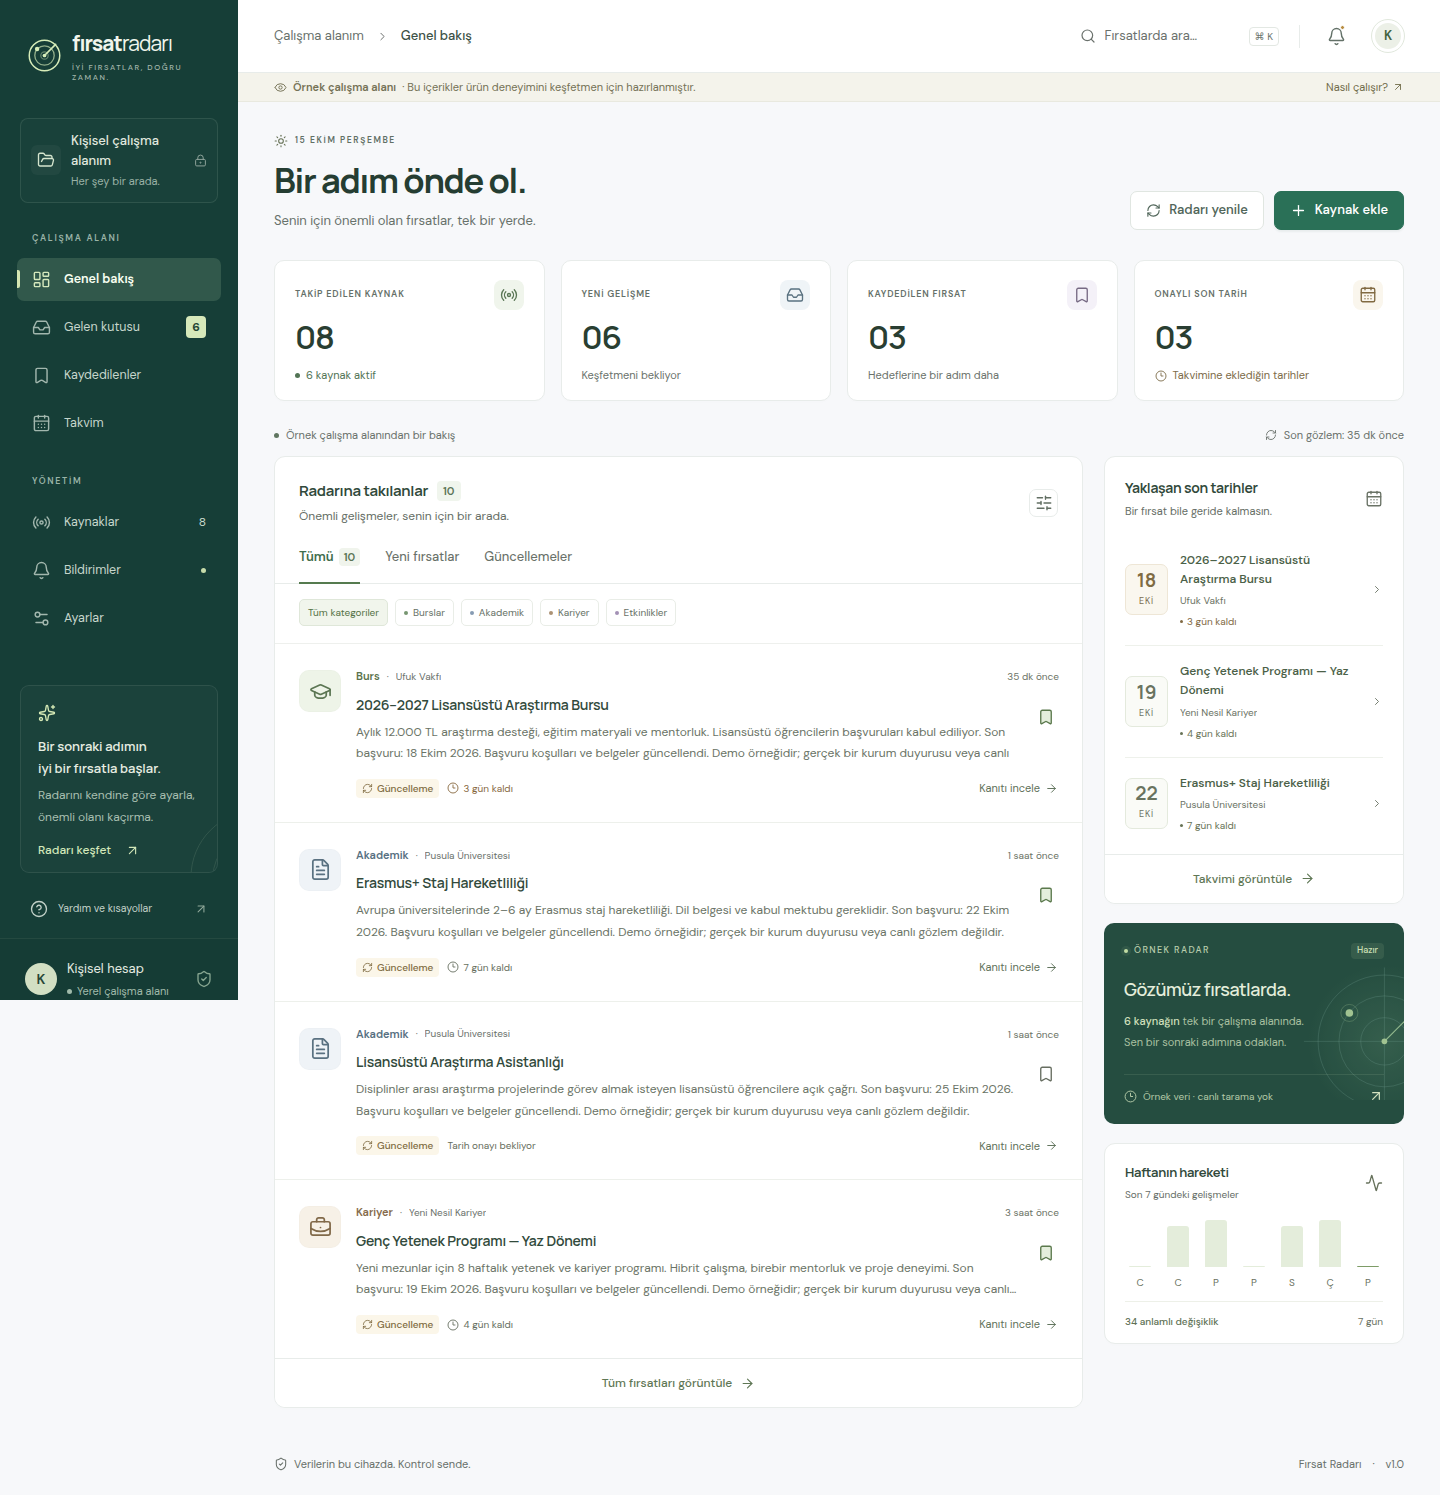 fırsatradarı
İYİ FIRSATLAR, DOĞRU
ZAMAN.
Kişisel çalışma
alanım
Her şey bir arada.
ÇALIŞMA ALANI
Genel bakış
Gelen kutusu 6
Kaydedilenler
Takvim
YÖNETİM
Kaynaklar 8
Bildirimler
Ayarlar
Bir sonraki adımın
iyi bir fırsatla başlar.
Radarını kendine göre ayarla,
önemli olanı kaçırma.
Radarı keşfet
Yardım ve kısayollar
K Kişisel hesap
Yerel çalışma alanı
Çalışma alanım > Genel bakış
Fırsatlarda ara... ⌘ K
K
Örnek çalışma alanı · Bu içerikler ürün deneyimini keşfetmen için hazırlanmıştır.
Nasıl çalışır?
15 EKİM PERŞEMBE
Bir adım önde ol.
Senin için önemli olan fırsatlar, tek bir yerde.
Radarı yenile
Kaynak ekle
TAKİP EDİLEN KAYNAK
08
6 kaynak aktif
YENİ GELİŞME
06
Keşfetmeni bekliyor
KAYDEDİLEN FIRSAT
03
Hedeflerine bir adım daha
ONAYLI SON TARİH
03
Takvimine eklediğin tarihler
Örnek çalışma alanından bir bakış
Son gözlem: 35 dk önce
Radarına takılanlar 10
Önemli gelişmeler, senin için bir arada.
Tümü 10 Yeni fırsatlar Güncellemeler
Tüm kategoriler Burslar Akademik Kariyer Etkinlikler
Burs · Ufuk Vakfı 35 dk önce
2026–2027 Lisansüstü Araştırma Bursu
Aylık 12.000 TL araştırma desteği, eğitim materyali ve mentorluk. Lisansüstü öğrencilerin başvuruları kabul ediliyor. Son
başvuru: 18 Ekim 2026. Başvuru koşulları ve belgeler güncellendi. Demo örneğidir; gerçek bir kurum duyurusu veya canlı
Güncelleme 3 gün kaldı Kanıtı incele
Akademik · Pusula Üniversitesi 1 saat önce
Erasmus+ Staj Hareketliliği
Avrupa üniversitelerinde 2–6 ay Erasmus staj hareketliliği. Dil belgesi ve kabul mektubu gereklidir. Son başvuru: 22 Ekim
2026. Başvuru koşulları ve belgeler güncellendi. Demo örneğidir; gerçek bir kurum duyurusu veya canlı gözlem değildir.
Güncelleme 7 gün kaldı Kanıtı incele
Akademik · Pusula Üniversitesi 1 saat önce
Lisansüstü Araştırma Asistanlığı
Disiplinler arası araştırma projelerinde görev almak isteyen lisansüstü öğrencilere açık çağrı. Son başvuru: 25 Ekim 2026.
Başvuru koşulları ve belgeler güncellendi. Demo örneğidir; gerçek bir kurum duyurusu veya canlı gözlem değildir.
Güncelleme Tarih onayı bekliyor Kanıtı incele
Kariyer · Yeni Nesil Kariyer 3 saat önce
Genç Yetenek Programı — Yaz Dönemi
Yeni mezunlar için 8 haftalık yetenek ve kariyer programı. Hibrit çalışma, birebir mentorluk ve proje deneyimi. Son
başvuru: 19 Ekim 2026. Başvuru koşulları ve belgeler güncellendi. Demo örneğidir; gerçek bir kurum duyurusu veya canlı...
Güncelleme 4 gün kaldı Kanıtı incele
Tüm fırsatları görüntüle
Yaklaşan son tarihler
Bir fırsat bile geride kalmasın.
18 EKİ
2026–2027 Lisansüstü
Araştırma Bursu
Ufuk Vakfı
3 gün kaldı
19 EKİ
Genç Yetenek Programı — Yaz
Dönemi
Yeni Nesil Kariyer
4 gün kaldı
22 EKİ
Erasmus+ Staj Hareketliliği
Pusula Üniversitesi
7 gün kaldı
Takvimi görüntüle
ÖRNEK RADAR Hazır
Gözümüz fırsatlarda.
6 kaynağın tek bir çalışma alanında.
Sen bir sonraki adımına odaklan.
Örnek veri · canlı tarama yok
Haftanın hareketi
Son 7 gündeki gelişmeler
C C P P S Ç P
34 anlamlı değişiklik 7 gün
Verilerin bu cihazda. Kontrol sende.
Fırsat Radarı · v1.0